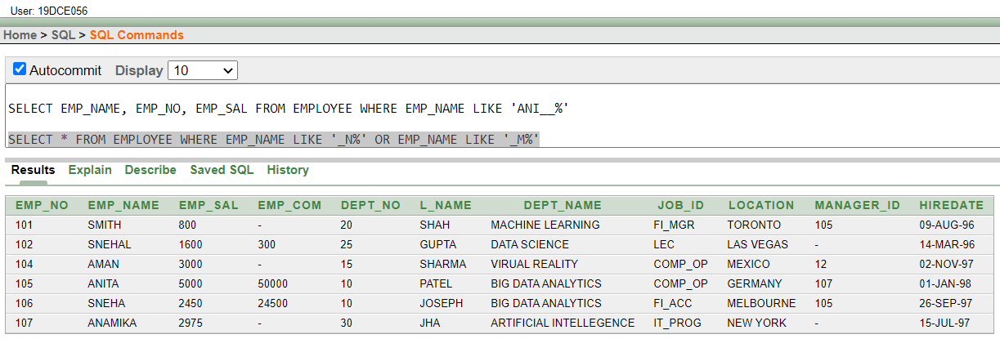 User: 19DCE056
Home > SQL > SQL Commands
Autocommit Display 10
SELECT EMP_NAME, EMP_NO, EMP_SAL FROM EMPLOYEE WHERE EMP_NAME LIKE 'ANI__%'
SELECT * FROM EMPLOYEE WHERE EMP_NAME LIKE '_N%' OR EMP_NAME LIKE '_M%'
Results Explain Describe Saved SQL History
EMP_NO EMP_NAME EMP_SAL EMP_COM DEPT_NO L_NAME DEPT_NAME JOB_ID LOCATION MANAGER_ID HIREDATE
101 SMITH 800 - 20 SHAH MACHINE LEARNING FI_MGR TORONTO 105 09-AUG-96
102 SNEHAL 1600 300 25 GUPTA DATA SCIENCE LEC LAS VEGAS - 14-MAR-96
104 AMAN 3000 - 15 SHARMA VIRUAL REALITY COMP_OP MEXICO 12 02-NOV-97
105 ANITA 5000 50000 10 PATEL BIG DATA ANALYTICS COMP_OP GERMANY 107 01-JAN-98
106 SNEHA 2450 24500 10 JOSEPH BIG DATA ANALYTICS FI_ACC MELBOURNE 105 26-SEP-97
107 ANAMIKA 2975 - 30 JHA ARTIFICIAL INTELLEGENCE IT_PROG NEW YORK - 15-JUL-97